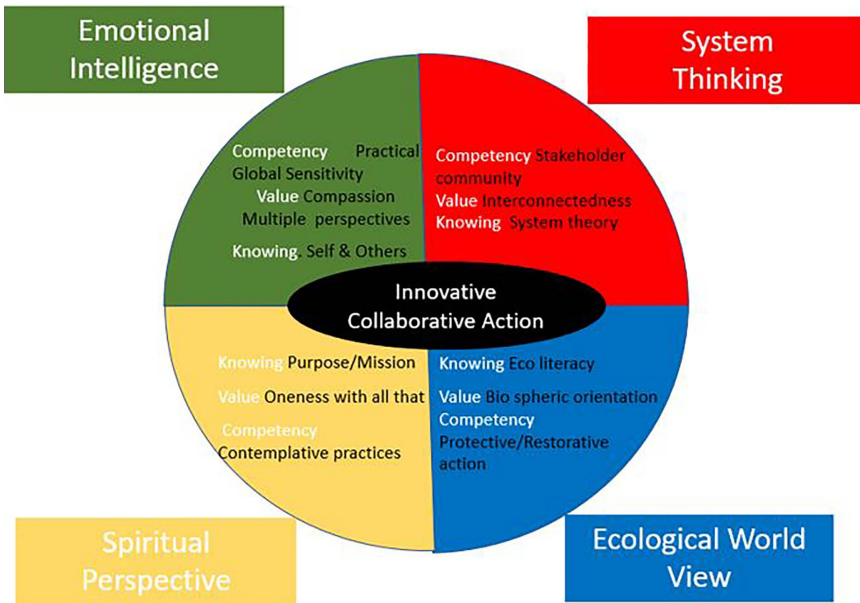 Emotional
Intelligence
System
Thinking
Competency Practical
Global Sensitivity
Value Compassion
Multiple perspectives
Knowing. Self & Others
Competency Stakeholder
community
Value Interconnectedness
Knowing System theory
Innovative
Collaborative Action
Knowing Purpose/Mission
Value Oneness with all that
Competency
Contemplative practices
Knowing Eco literacy
Value Bio spheric orientation
Competency
Protective/Restorative
action
Spiritual
Perspective
Ecological World
View